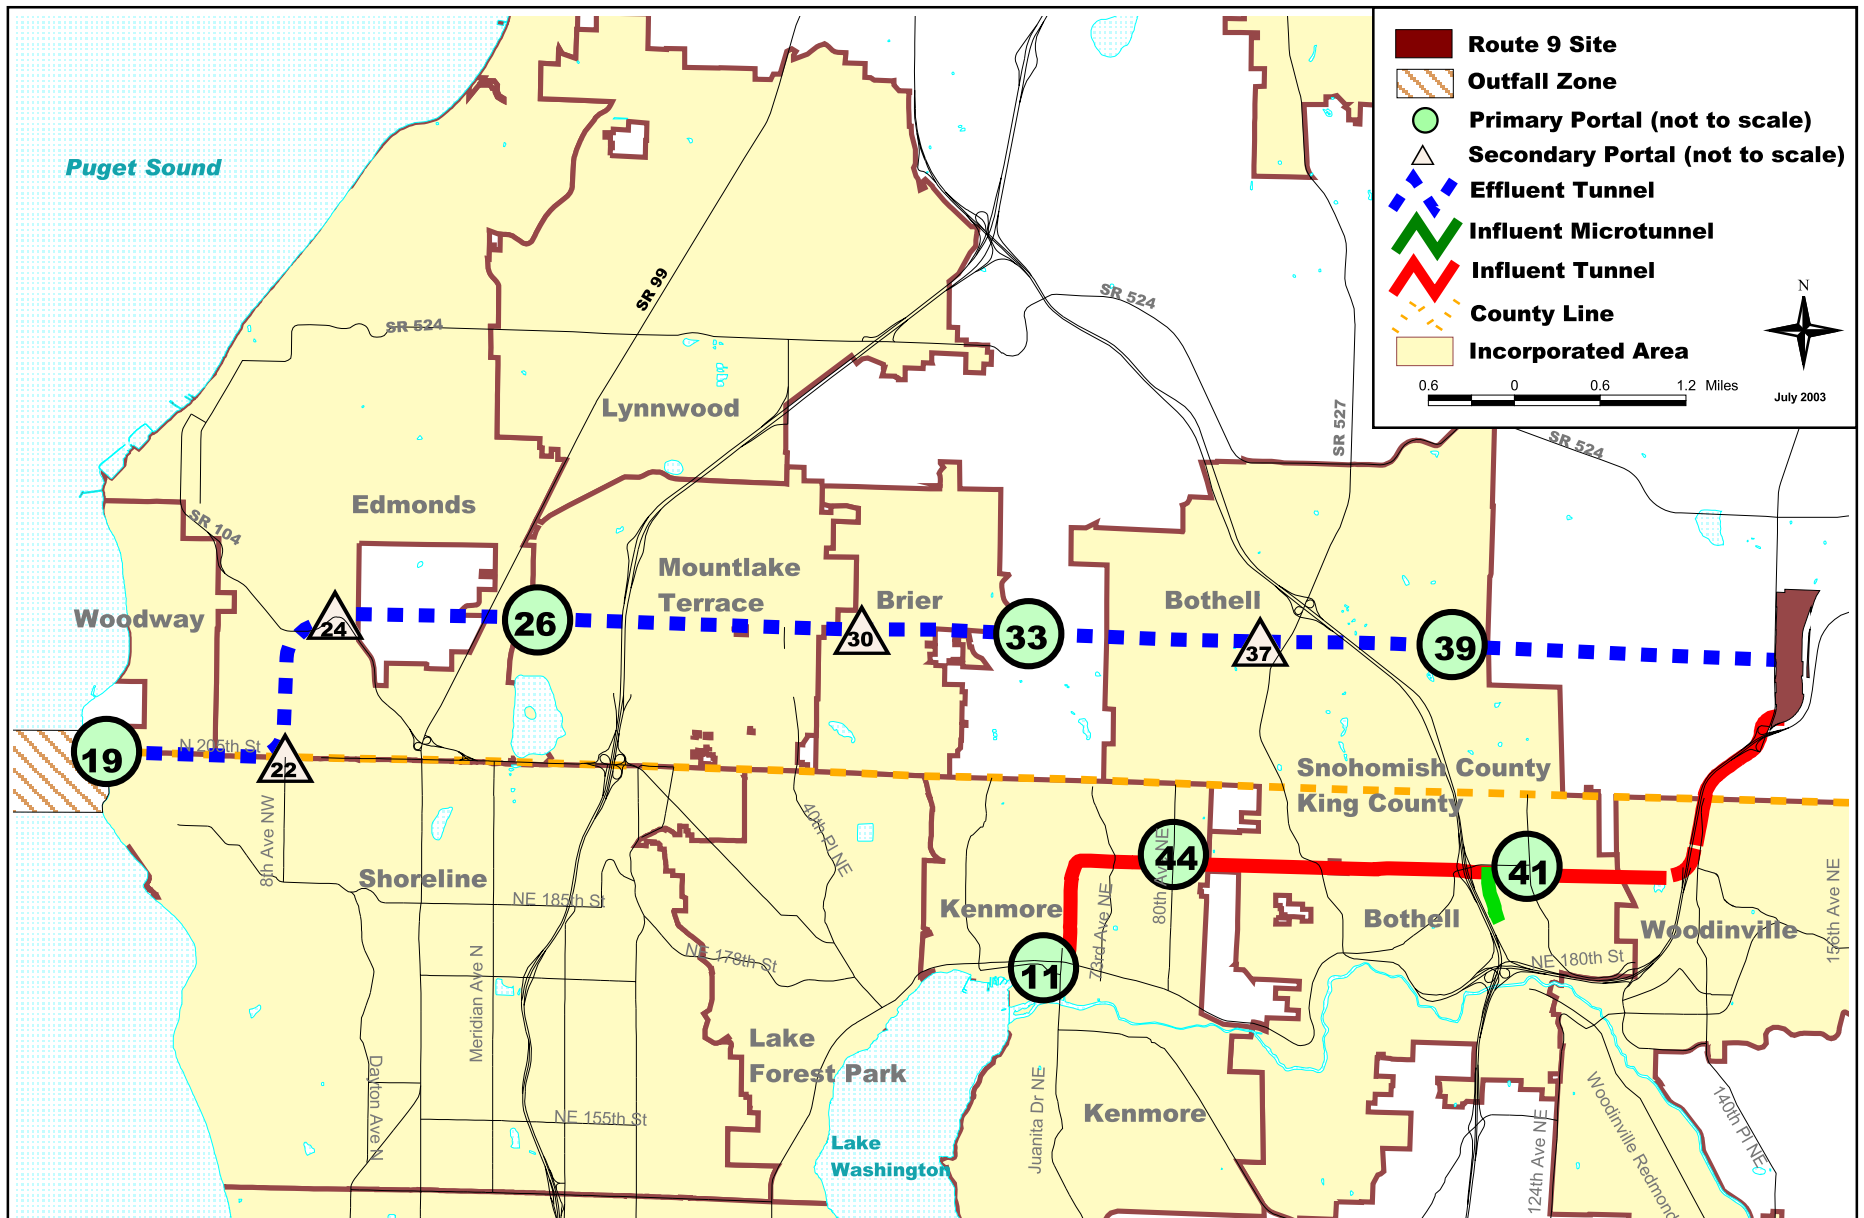 Route 9 Site
Outfall Zone
Primary Portal (not to scale)
Secondary Portal (not to scale)
Effluent Tunnel
Influent Microtunnel
Influent Tunnel
County Line
Incorporated Area
N
0.6 0 0.6 1.2 Miles
July 2003
Puget Sound
SR 99
SR 524
SR 524
SR 527
SR 524
Lynnwood
Edmonds
SR 104
Mountlake
Terrace
Brier
Bothell
Woodway
24
26
30
33
37
39
19
N 205th St
22
Snohomish County
King County
8th Ave NW
40th Pl NE
44
80th Ave NE
41
Shoreline
NE 185th St
Kenmore
73rd Ave NE
Bothell
Woodinville
156th Ave NE
NE 178th St
NE 180th St
11
Meridian Ave N
Lake
Forest Park
Dayton Ave N
NE 155th St
Juanita Dr NE
Kenmore
Lake
Washington
124th Ave NE
Woodinville Redmond
140th Pl NE